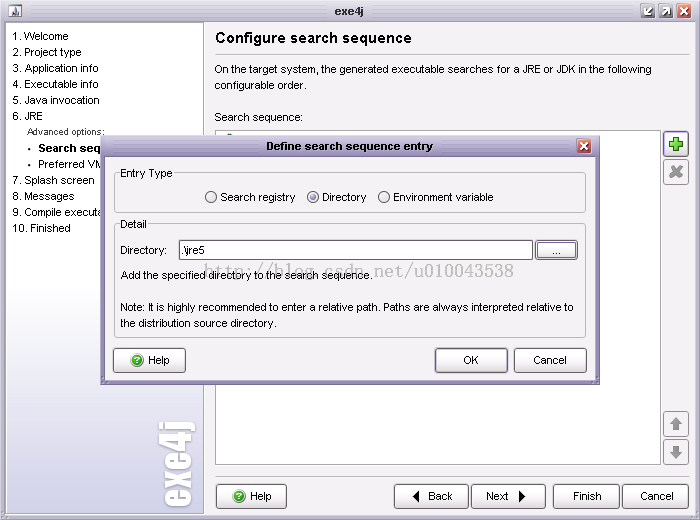 exe4j
1. Welcome
2. Project type
3. Application info
4. Executable info
5. Java invocation
6. JRE
Advanced options:
• Search seq
• Preferred VM
7. Splash screen
8. Messages
9. Compile executa
10. Finished
exe4j
Configure search sequence
On the target system, the generated executable searches for a JRE or JDK in the following
configurable order.
Search sequence:
Define search sequence entry
Entry Type
Search registry
Directory
Environment variable
Detail
Directory:
.\jre5
...
http://blog.csdn.net/u010043538
Add the specified directory to the search sequence.
Note: It is highly recommended to enter a relative path. Paths are always interpreted relative to
the distribution source directory.
Help
OK
Cancel
Help
Back
Next
Finish
Cancel